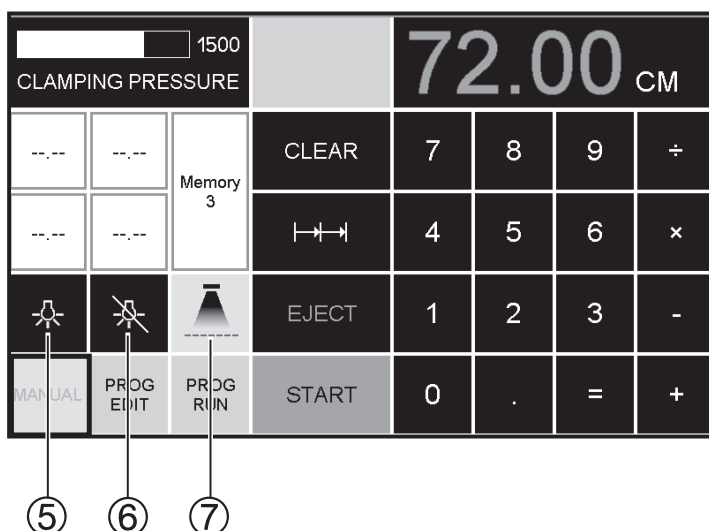 1500
CLAMPING PRESSURE
72.00 CM
--.-- --.-- Memory 3 CLEAR 7 8 9 ÷
--.-- --.-- 4 5 6 ×
EJECT 1 2 3 -
MANUAL PROG EDIT PROG RUN START 0 . = +
⑤ ⑥ ⑦